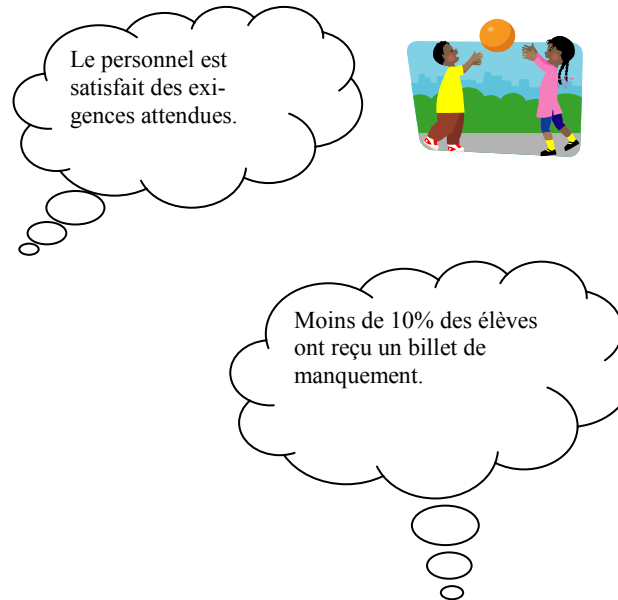 Le personnel est
satisfait des exi-
gences attendues.
Moins de 10% des élèves
ont reçu un billet de
manquement.